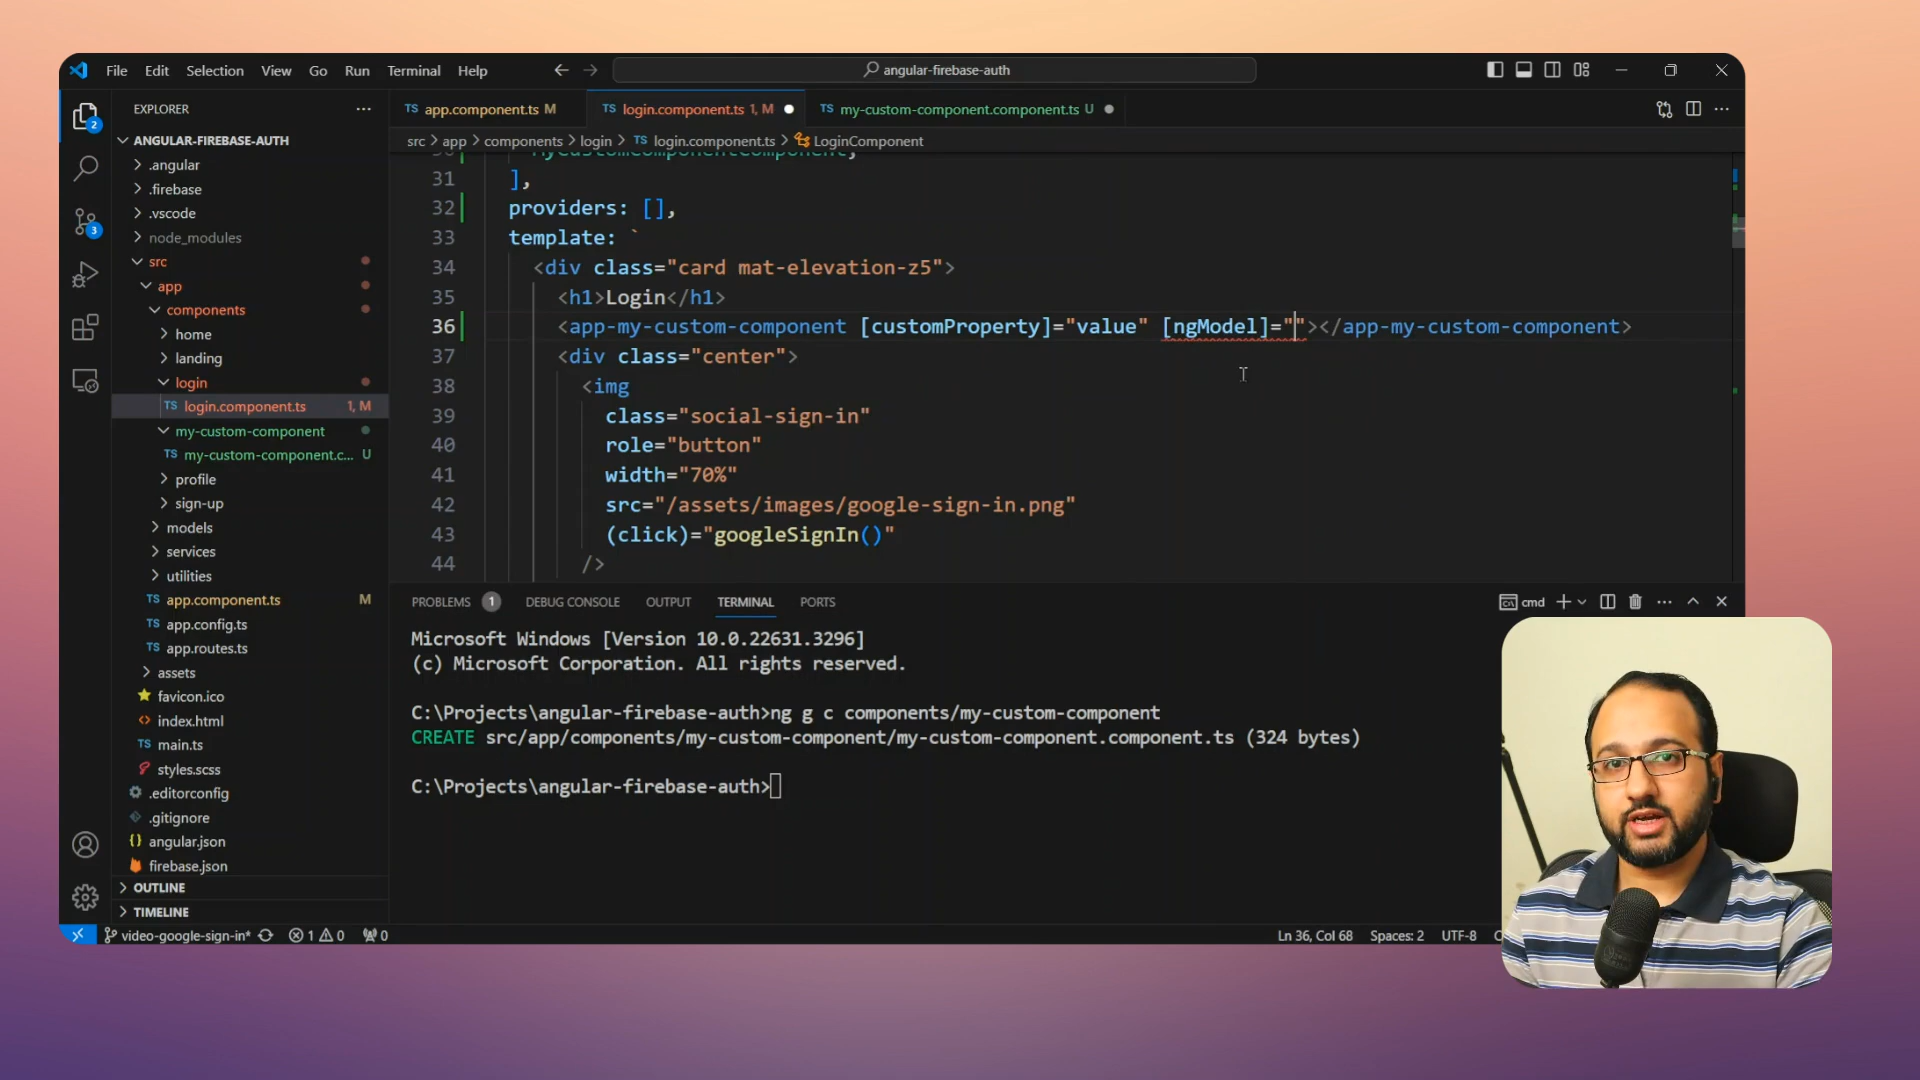 File Edit Selection View Go Run Terminal Help
angular-firebase-auth
EXPLORER
app.component.ts M
login.component.ts 1, M
my-custom-component.component.ts U
src > app > components > login > TS login.component.ts > LoginComponent
ANGULAR-FIREBASE-AUTH
.angular
.firebase
.vscode
node_modules
src
app
components
home
landing
login
TS login.component.ts 1, M
my-custom-component
TS my-custom-component.c... U
profile
sign-up
models
services
utilities
TS app.component.ts M
TS app.config.ts
TS app.routes.ts
assets
favicon.ico
index.html
TS main.ts
styles.scss
.editorconfig
.gitignore
angular.json
firebase.json
OUTLINE
TIMELINE
2
3
MyCustomComponentComponent,
31 ],
32 providers: [],
33 template: `
34 <div class="card mat-elevation-z5">
35 <h1>Login</h1>
36 <app-my-custom-component [customProperty]="value" [ngModel]=""></app-my-custom-component>
37 <div class="center">
38 <img
39 class="social-sign-in"
40 role="button"
41 width="70%"
42 src="/assets/images/google-sign-in.png"
43 (click)="googleSignIn()"
44 />
PROBLEMS 1 DEBUG CONSOLE OUTPUT TERMINAL PORTS
cmd
Microsoft Windows [Version 10.0.22631.3296]
(c) Microsoft Corporation. All rights reserved.
C:\Projects\angular-firebase-auth>ng g c components/my-custom-component
CREATE src/app/components/my-custom-component/my-custom-component.component.ts (324 bytes)
C:\Projects\angular-firebase-auth>
video-google-sign-in* 1 0 0
Ln 36, Col 68 Spaces: 2 UTF-8